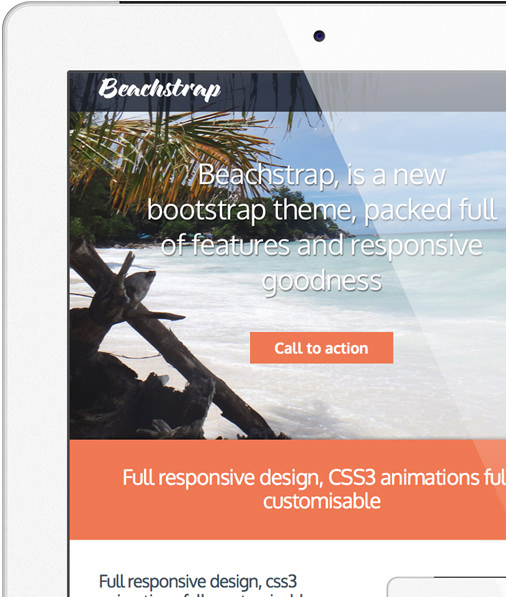 Beachstrap
Beachstrap, is a new
bootstrap theme, packed full
of features and responsive
goodness
Call to action
Full responsive design, CSS3 animations ful
customisable
Full responsive design, css3